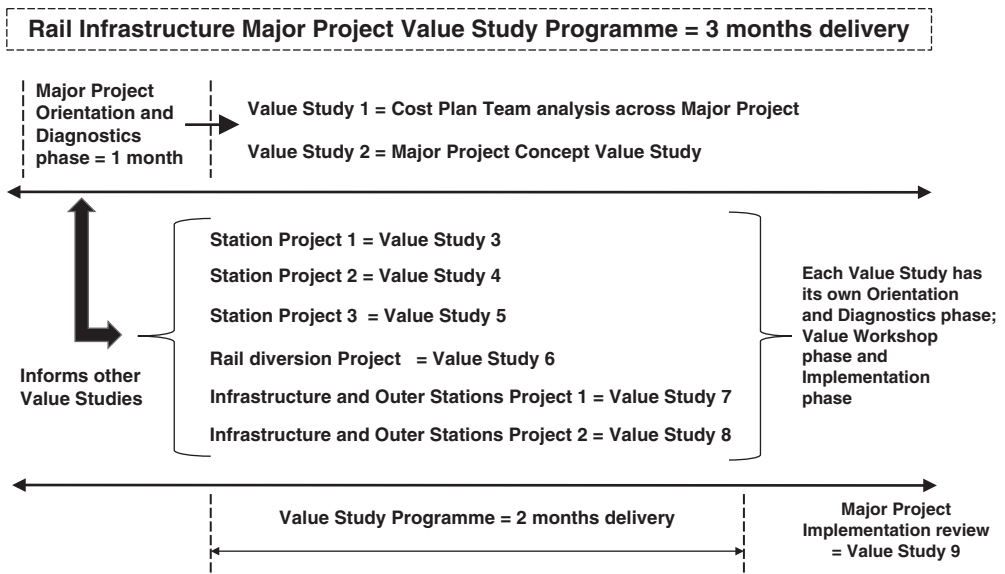 Rail Infrastructure Major Project Value Study Programme = 3 months delivery
Major Project
Orientation and
Diagnostics
phase = 1 month
Value Study 1 = Cost Plan Team analysis across Major Project
Value Study 2 = Major Project Concept Value Study
Informs other
Value Studies
Station Project 1 = Value Study 3
Station Project 2 = Value Study 4
Station Project 3 = Value Study 5
Rail diversion Project = Value Study 6
Infrastructure and Outer Stations Project 1 = Value Study 7
Infrastructure and Outer Stations Project 2 = Value Study 8
Each Value Study has
its own Orientation
and Diagnostics phase;
Value Workshop
phase and
Implementation
phase
Value Study Programme = 2 months delivery
Major Project
Implementation review
= Value Study 9